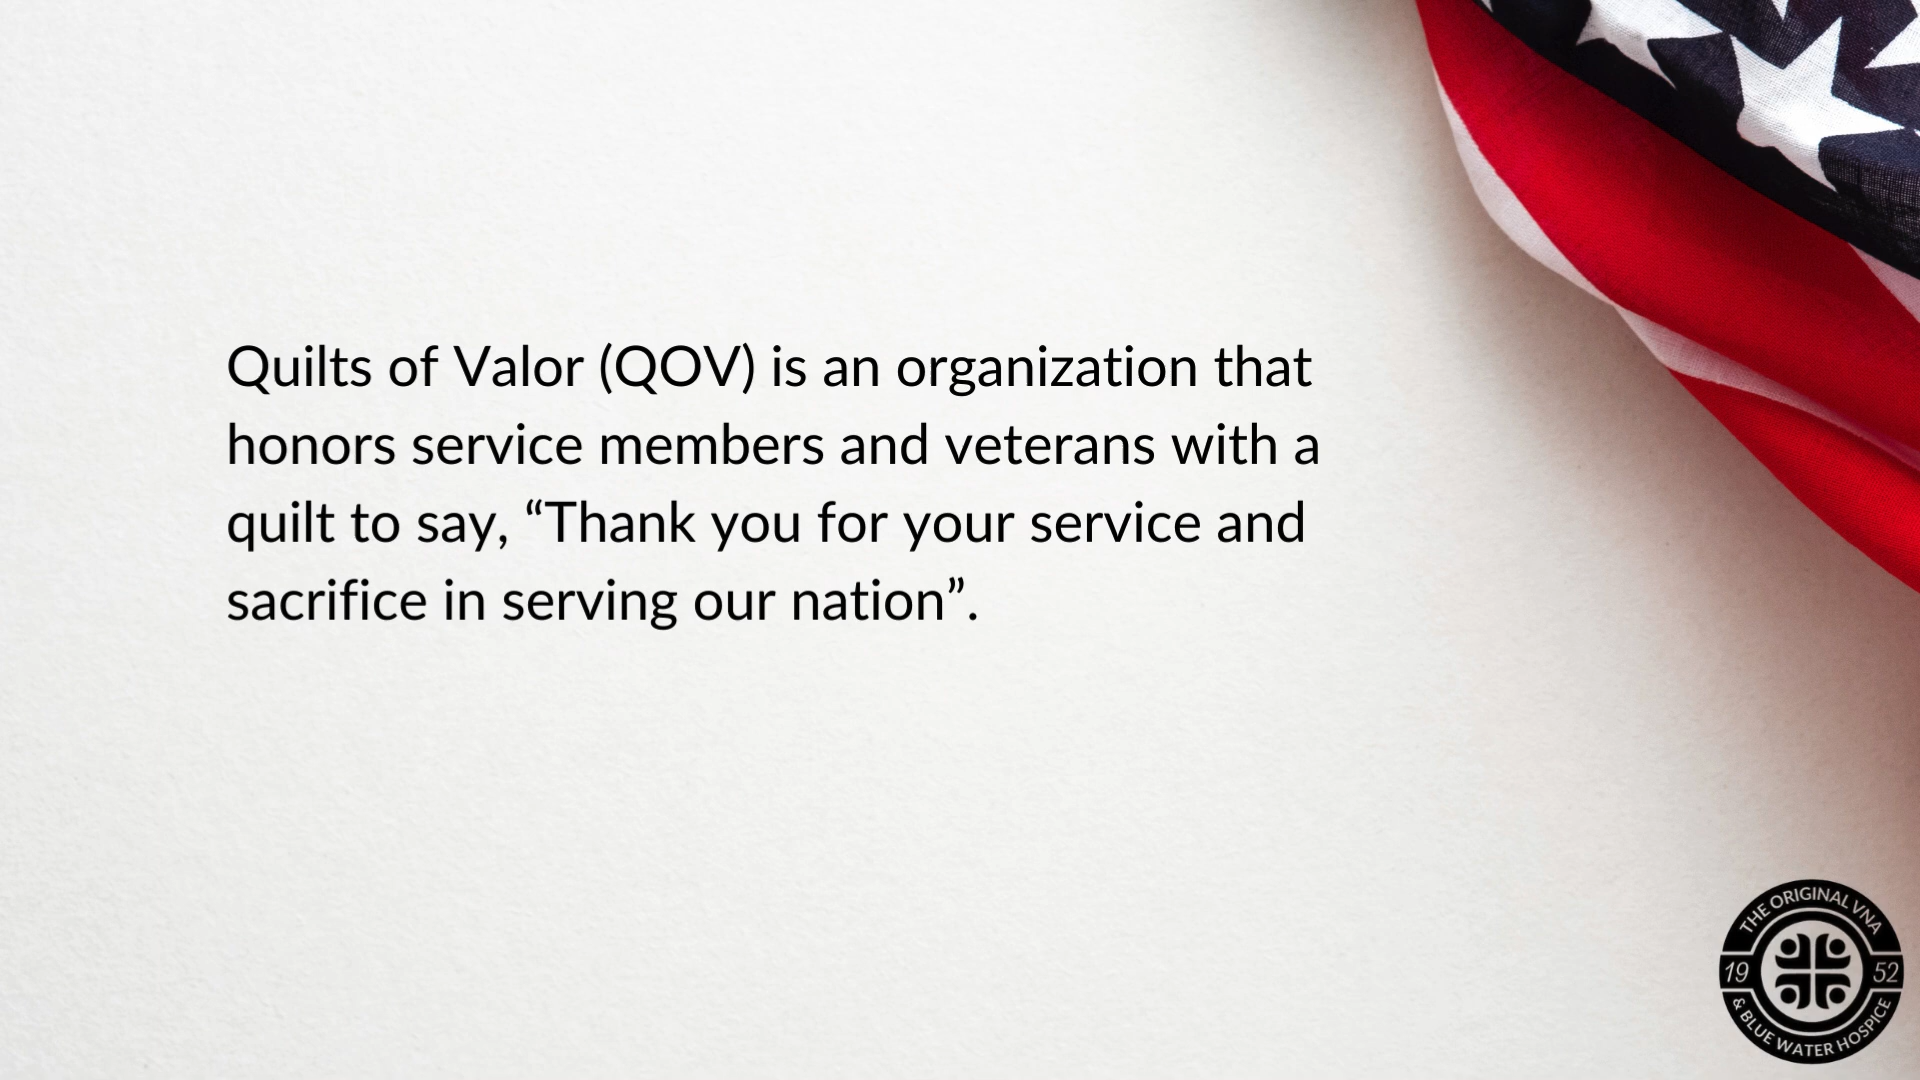 Quilts of Valor (QOV) is an organization that
honors service members and veterans with a
quilt to say, “Thank you for your service and
sacrifice in serving our nation”.
THE ORIGINAL VNA
19 52
& BLUE WATER HOSPICE